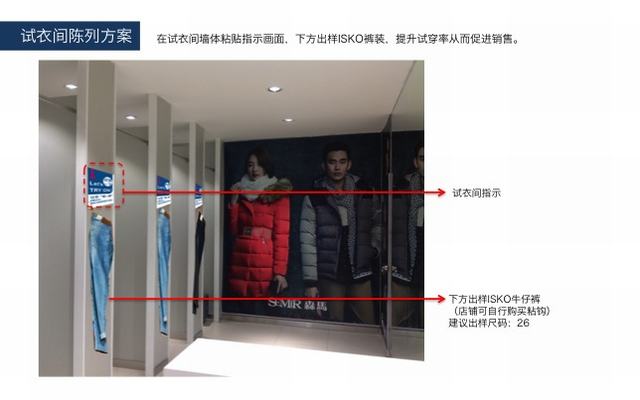 试衣间陈列方案
在试衣间墙体粘贴指示画面，下方出样ISKO裤装，提升试穿率从而促进销售。
Let's
TRY ON
试衣间指示
SEMIR 森馬
下方出样ISKO牛仔裤
（店铺可自行购买粘钩）
建议出样尺码：26